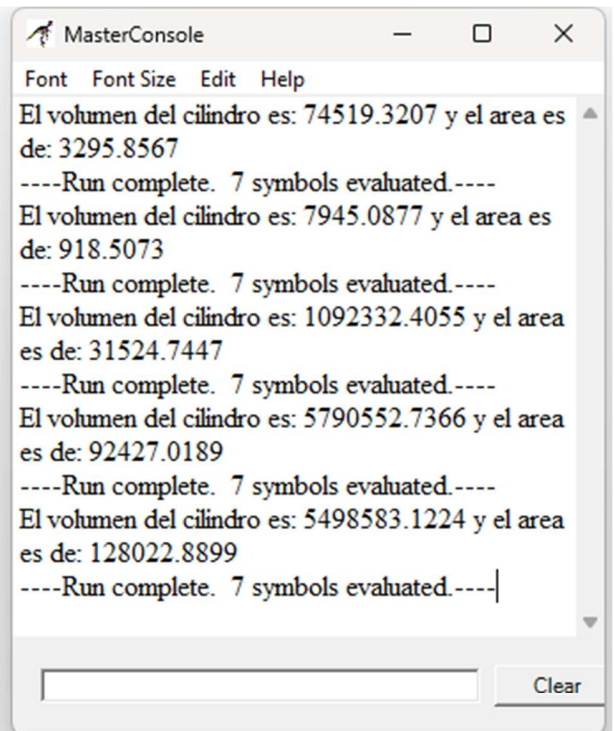 MasterConsole
Font Font Size Edit Help
El volumen del cilindro es: 74519.3207 y el area es
de: 3295.8567
----Run complete.  7 symbols evaluated.----
El volumen del cilindro es: 7945.0877 y el area es
de: 918.5073
----Run complete.  7 symbols evaluated.----
El volumen del cilindro es: 1092332.4055 y el area
es de: 31524.7447
----Run complete.  7 symbols evaluated.----
El volumen del cilindro es: 5790552.7366 y el area
es de: 92427.0189
----Run complete.  7 symbols evaluated.----
El volumen del cilindro es: 5498583.1224 y el area
es de: 128022.8899
----Run complete.  7 symbols evaluated.----
Clear